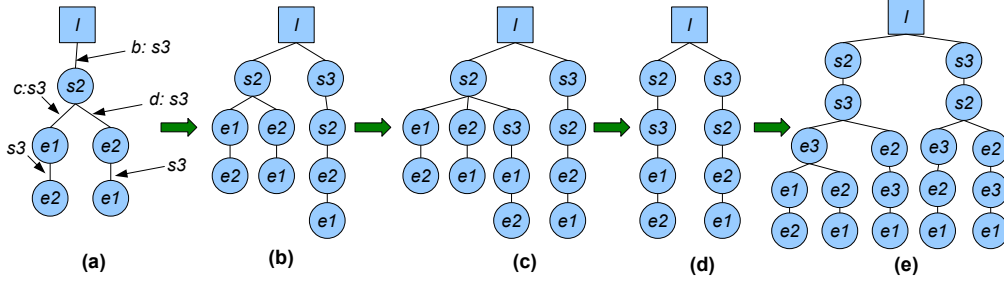 I I I I I
b: s3
s2 s2 s3 s2 s3 s2 s3 s2 s3
c:s3 d: s3
e1 e2 e1 e2 s2 e1 e2 s3 s2 s3 s2 s3 s2
s3 s3
e3 e2 e3 e2
e2 e1 e2 e1 e2 e2 e1 e1 e2 e1 e2 e1 e2 e3 e2 e3
e1 e2 e1 e2 e1 e2 e1 e1 e1 e1
(a) (b) (c) (d) (e)